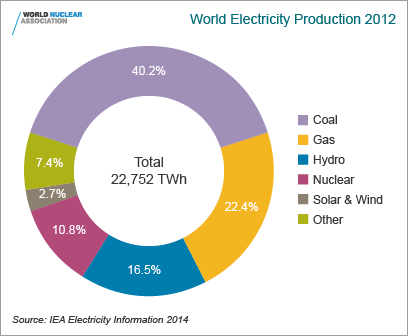 WORLD NUCLEAR
ASSOCIATION
World Electricity Production 2012
40.2%
22.4%
16.5%
10.8%
2.7%
7.4%
Total
22,752 TWh
Coal
Gas
Hydro
Nuclear
Solar & Wind
Other
Source: IEA Electricity Information 2014